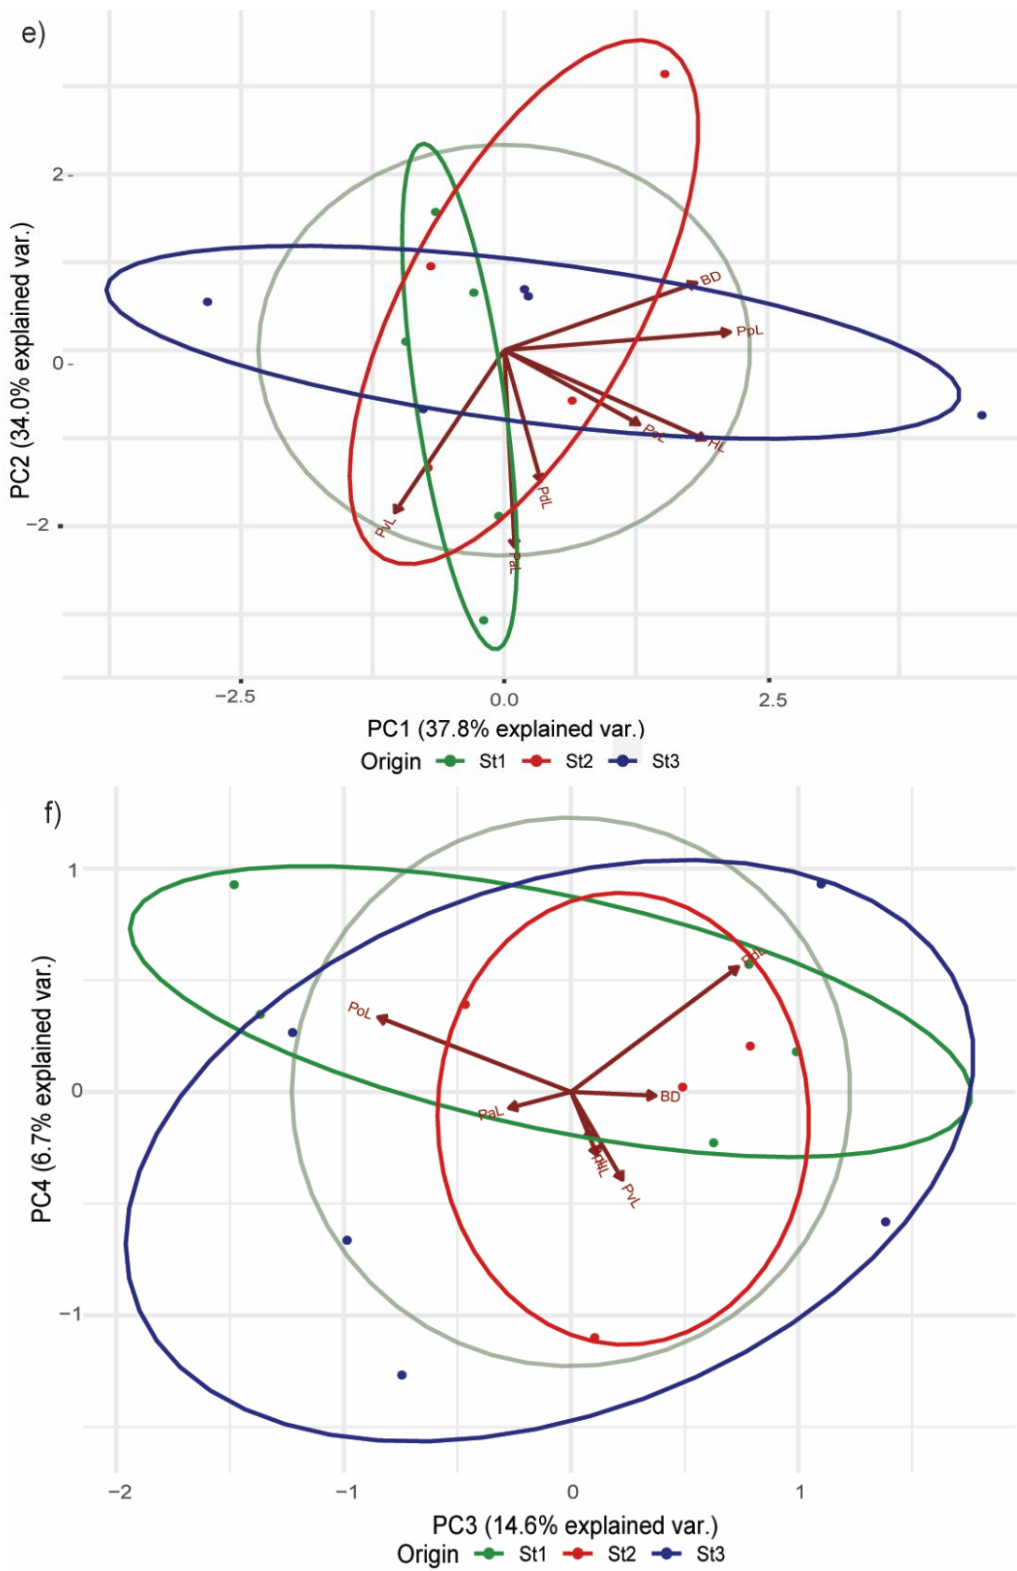 e)
2
0
−2
PC2 (34.0% explained var.)
BD
PpL
PoL
HL
PdL
PvL
PaL
−2.5
0.0
2.5
PC1 (37.8% explained var.)
Origin St1 St2 St3
f)
1
0
−1
PC4 (6.7% explained var.)
PdL
PoL
BD
PaL
PvL
−2
−1
0
1
PC3 (14.6% explained var.)
Origin St1 St2 St3